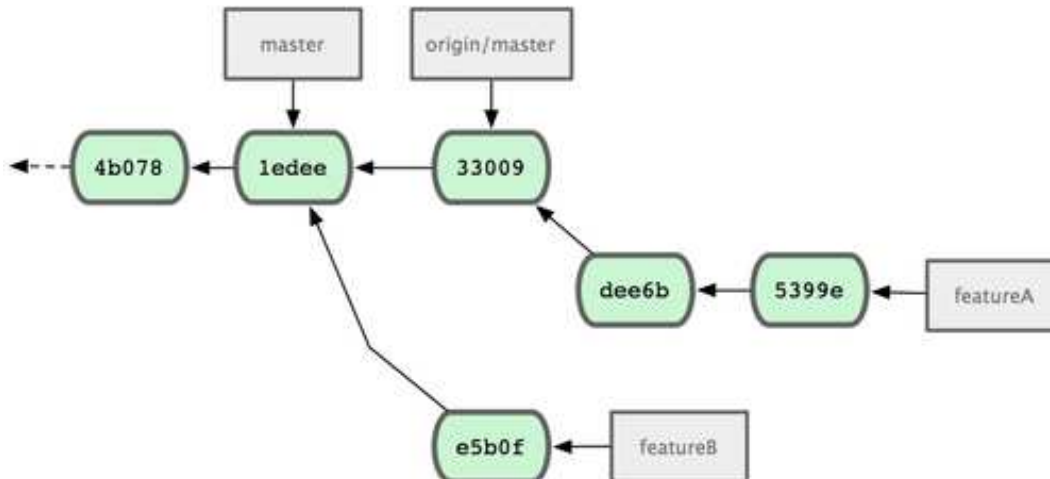 master
origin/master
4b078
1edee
33009
dee6b
5399e
featureA
e5b0f
featureB